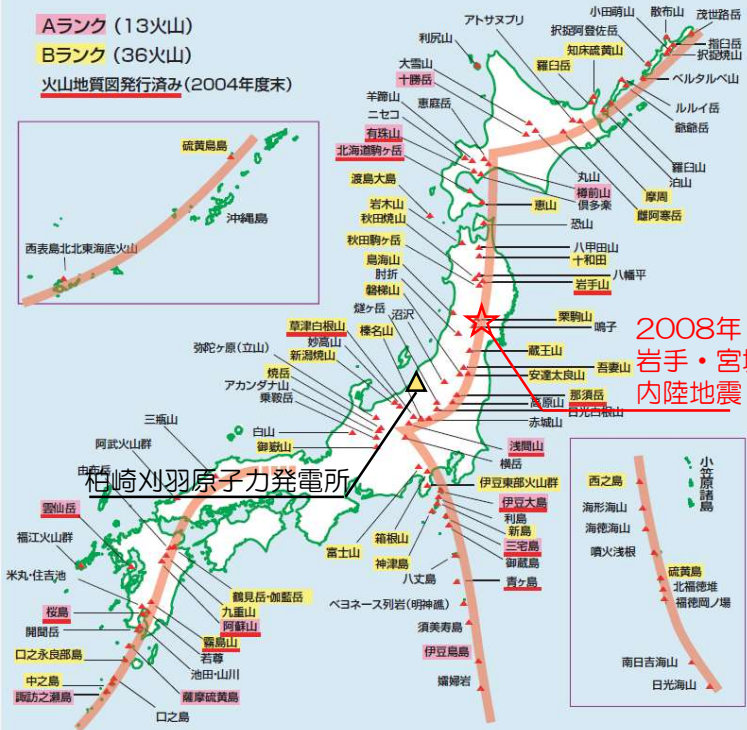 Aランク (13火山)
Bランク (36火山)
火山地質図発行済み(2004年度末)
硫黄鳥島
沖縄島
西表島北北東海底火山
利尻山
アトサヌプリ
小田萌山
散布山
茂世路岳
択捉阿登佐岳
指臼岳
択捉焼山
知床硫黄山
羅臼岳
ベルタルベ山
ルルイ岳
爺爺岳
羅臼山
泊山
摩周
雌阿寒岳
大雪山
十勝岳
恵庭岳
羊蹄山
ニセコ
有珠山
北海道駒ヶ岳
丸山
樽前山
倶多楽
恵山
渡島大島
恐山
岩木山
秋田焼山
八甲田山
十和田
秋田駒ヶ岳
八幡平
鳥海山
岩手山
肘折
磐梯山
栗駒山
鳴子
燧ヶ岳
沼沢
蔵王山
草津白根山
榛名山
妙高山
新潟焼山
吾妻山
安達太良山
弥陀ヶ原(立山)
焼岳
アカンダナ山
乗鞍岳
那須岳
高原山
日光白根山
赤城山
白山
御嶽山
浅間山
横岳
2008年
岩手・宮城
内陸地震
柏崎刈羽原子力発電所
三瓶山
阿武火山群
由布岳
雲仙岳
福江火山群
米丸・住吉池
桜島
開聞岳
口之永良部島
中之島
諏訪之瀬島
鶴見岳・伽藍岳
九重山
阿蘇山
霧島山
若尊
池田・山川
薩摩硫黄島
口之島
富士山
箱根山
神津島
伊豆東部火山群
伊豆大島
利島
新島
三宅島
御蔵島
八丈島
青ヶ島
ベヨネース列岩(明神礁)
須美寿島
伊豆鳥島
孀婦岩
小笠原諸島
西之島
海形海山
海徳海山
噴火浅根
硫黄島
北福徳堆
福徳岡ノ場
南日吉海山
日光海山